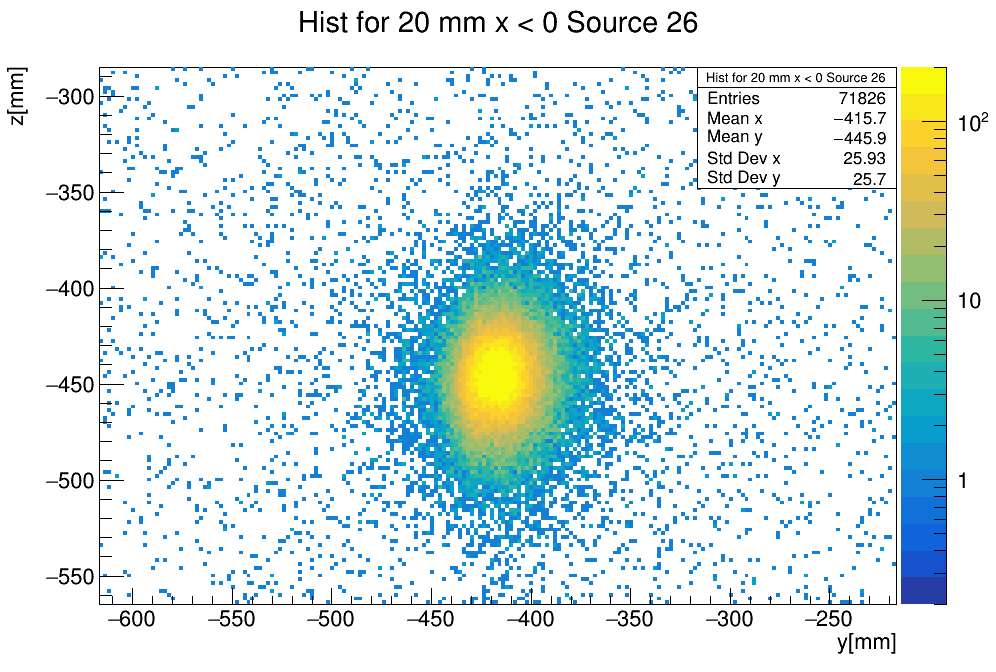 Hist for 20 mm x < 0 Source 26
z[mm]
Hist for 20 mm x < 0 Source 26
Entries 71826
Mean x −415.7
Mean y −445.9
Std Dev x 25.93
Std Dev y 25.7
−300
−350
−400
−450
−500
−550
−600 −550 −500 −450 −400 −350 −300 −250
y[mm]
10²
10
1